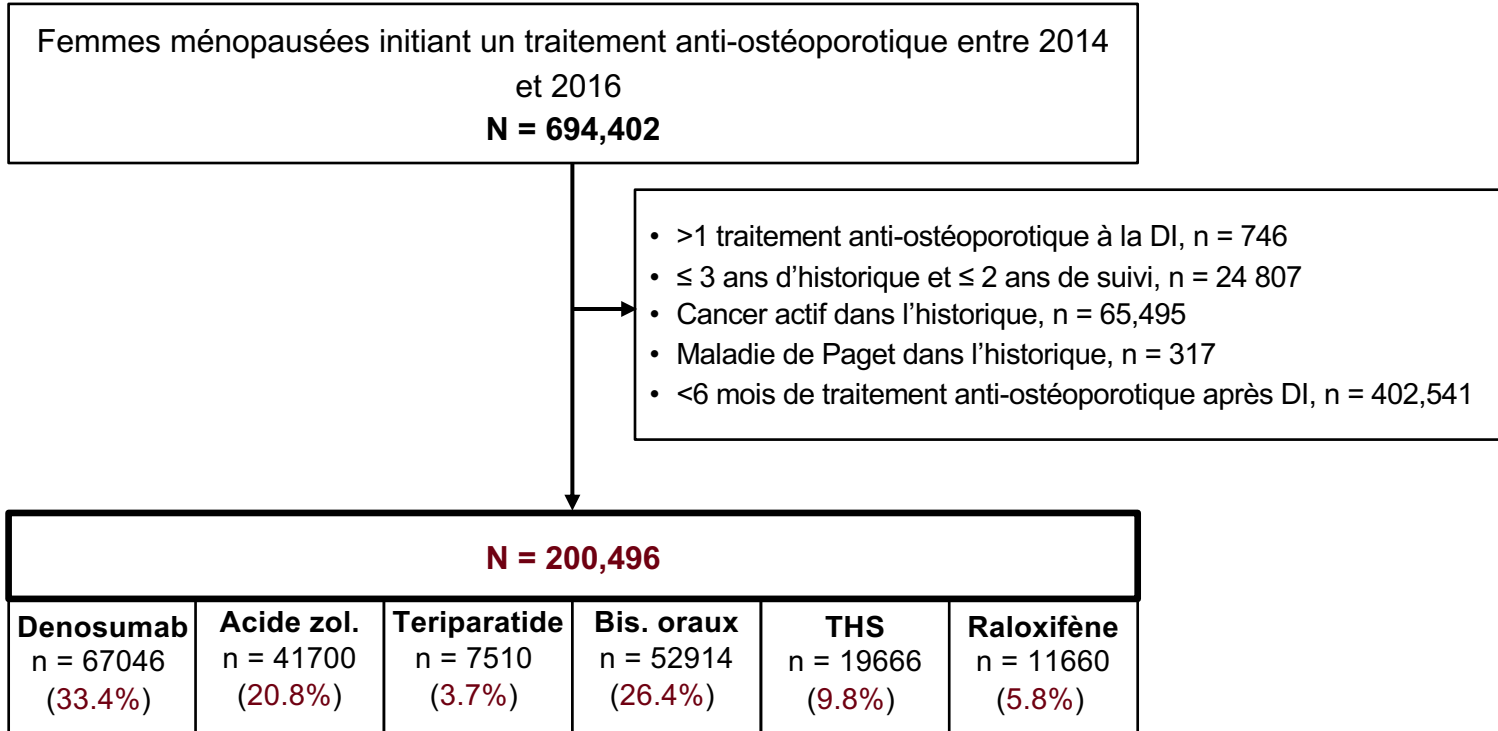 Femmes ménopausées initiant un traitement anti-ostéoporotique entre 2014
et 2016
N = 694,402
• >1 traitement anti-ostéoporotique à la DI, n = 746
• ≤ 3 ans d’historique et ≤ 2 ans de suivi, n = 24 807
• Cancer actif dans l’historique, n = 65,495
• Maladie de Paget dans l’historique, n = 317
• <6 mois de traitement anti-ostéoporotique après DI, n = 402,541
N = 200,496
Denosumab
n = 67046
(33.4%)
Acide zol.
n = 41700
(20.8%)
Teriparatide
n = 7510
(3.7%)
Bis. oraux
n = 52914
(26.4%)
THS
n = 19666
(9.8%)
Raloxifène
n = 11660
(5.8%)